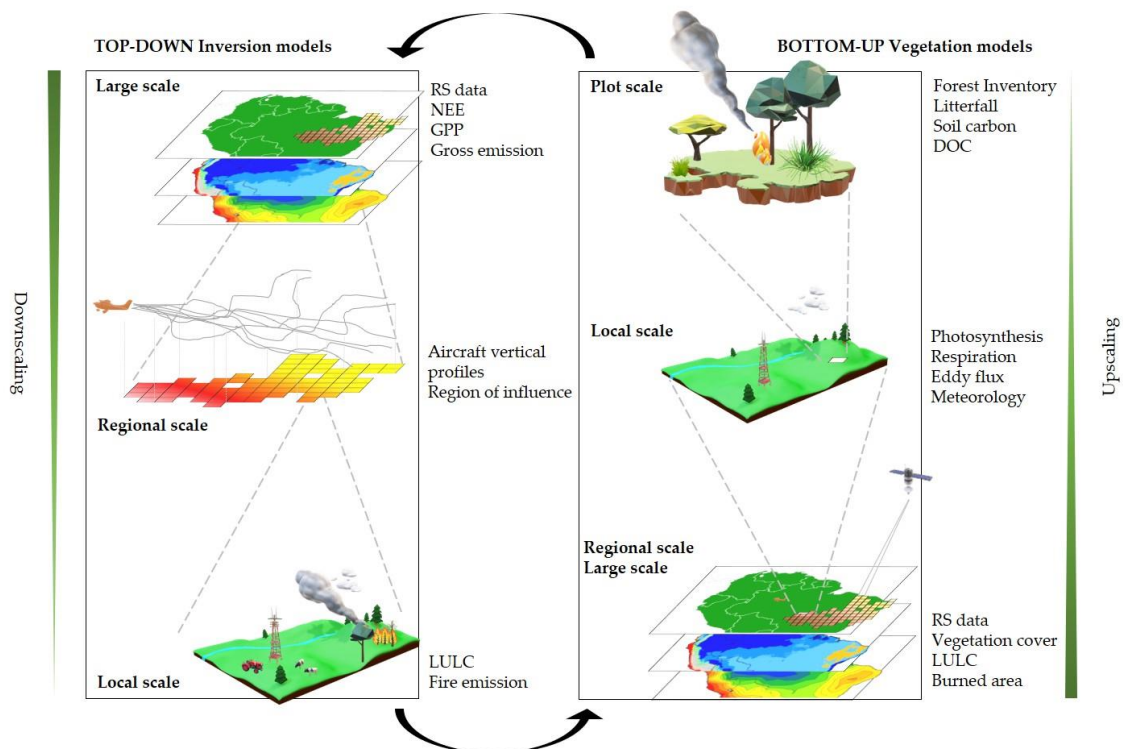 TOP-DOWN Inversion models
Large scale
RS data
NEE
GPP
Gross emission
Downscaling
Aircraft vertical
profiles
Region of influence
Regional scale
LULC
Fire emission
Local scale
BOTTOM-UP Vegetation models
Plot scale
Forest Inventory
Litterfall
Soil carbon
DOC
Local scale
Photosynthesis
Respiration
Eddy flux
Meteorology
Upscaling
Regional scale
Large scale
RS data
Vegetation cover
LULC
Burned area